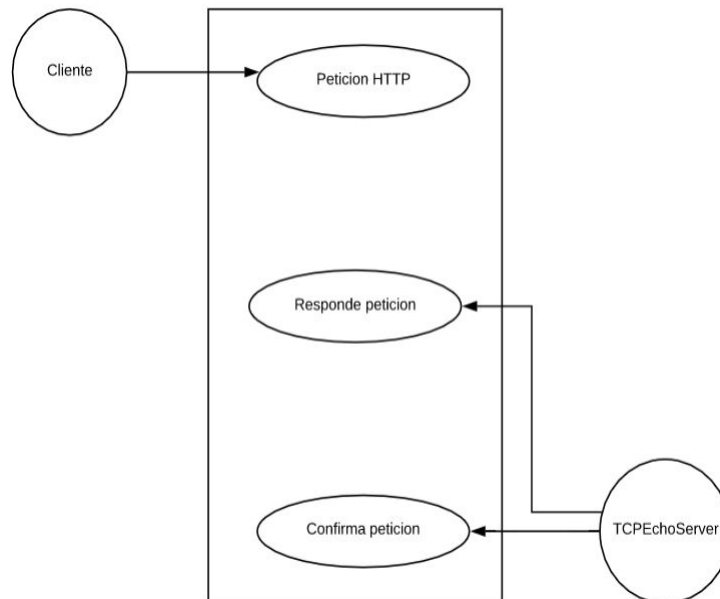 Cliente
Peticion HTTP
Responde peticion
Confirma peticion
TCPEchoServer